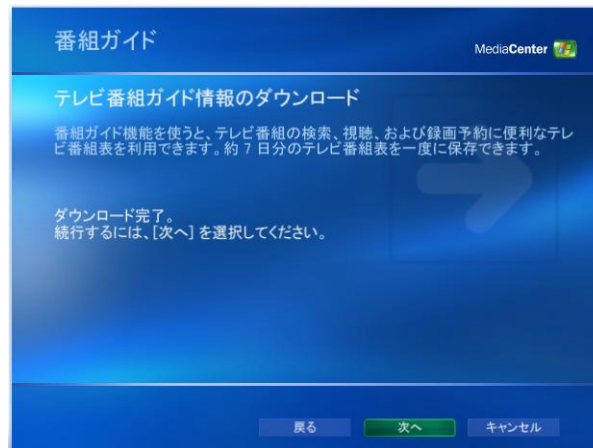 番組ガイド
MediaCenter
テレビ番組ガイド情報のダウンロード
番組ガイド機能を使うと、テレビ番組の検索、視聴、および録画予約に便利なテレ
ビ番組表を利用できます。約 7 日分のテレビ番組表を一度に保存できます。
ダウンロード完了。
続行するには、[次へ] を選択してください。
戻る 次へ キャンセル